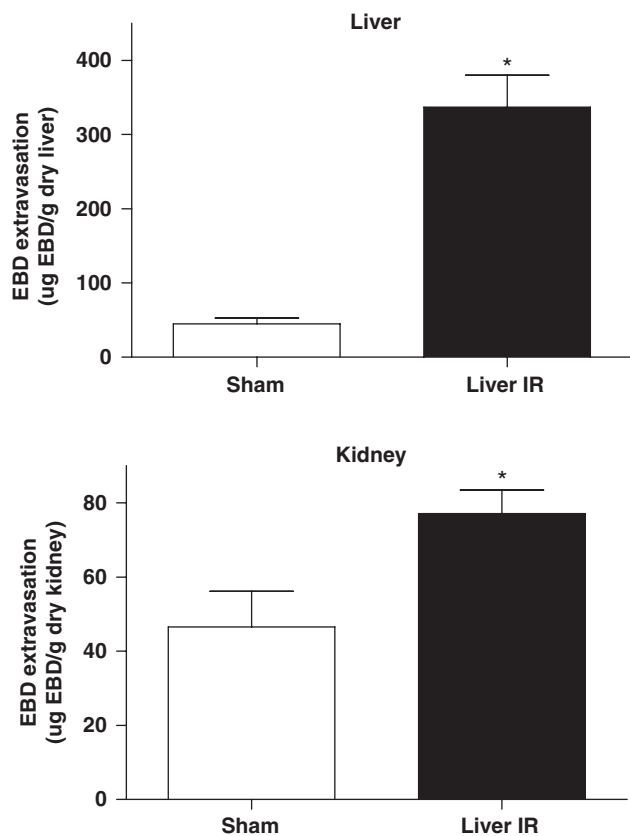 Liver
EBD extravasation
(ug EBD/g dry liver)
400
300
200
100
0
*
Sham
Liver IR
Kidney
EBD extravasation
(ug EBD/g dry kidney)
80
60
40
20
0
*
Sham
Liver IR